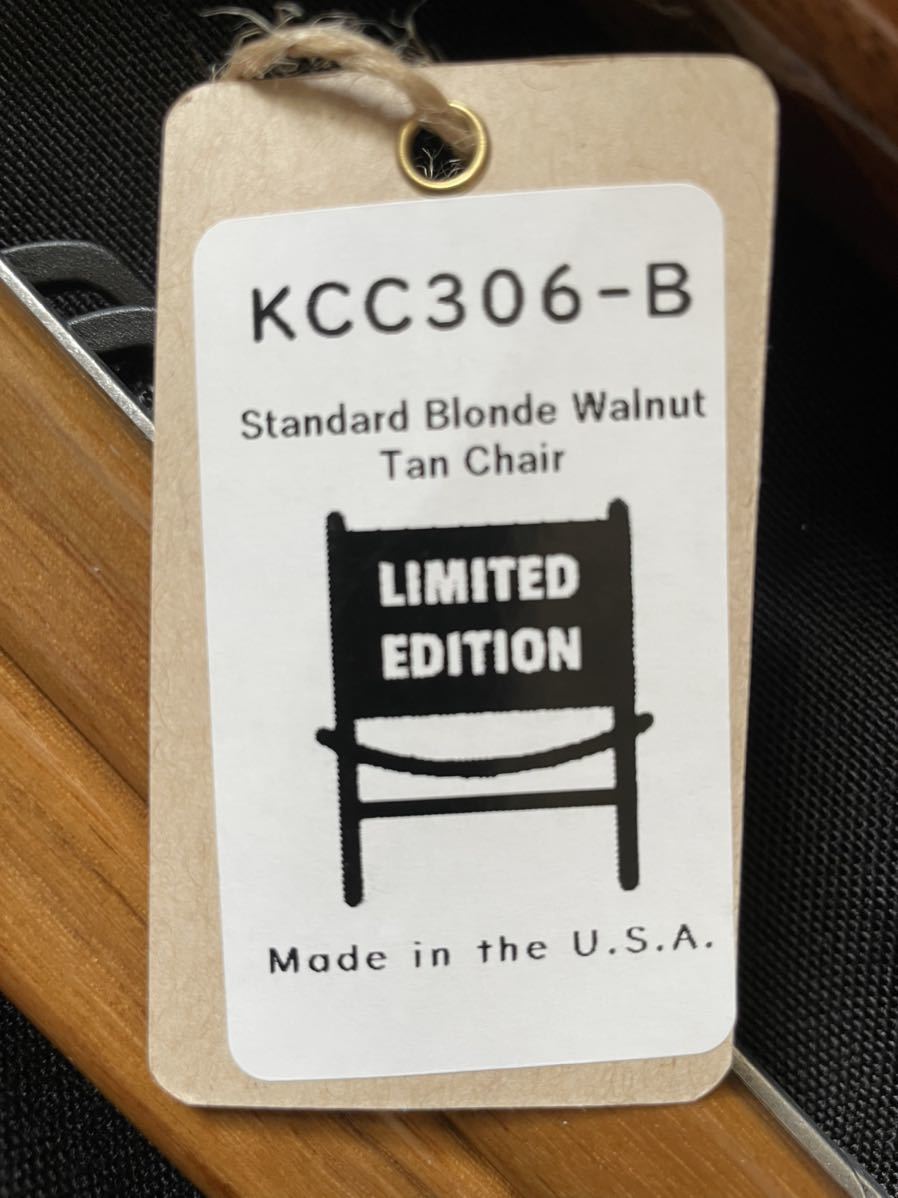 KCC306-B
Standard Blonde Walnut
Tan Chair
LIMITED
EDITION
Made in the U.S.A.